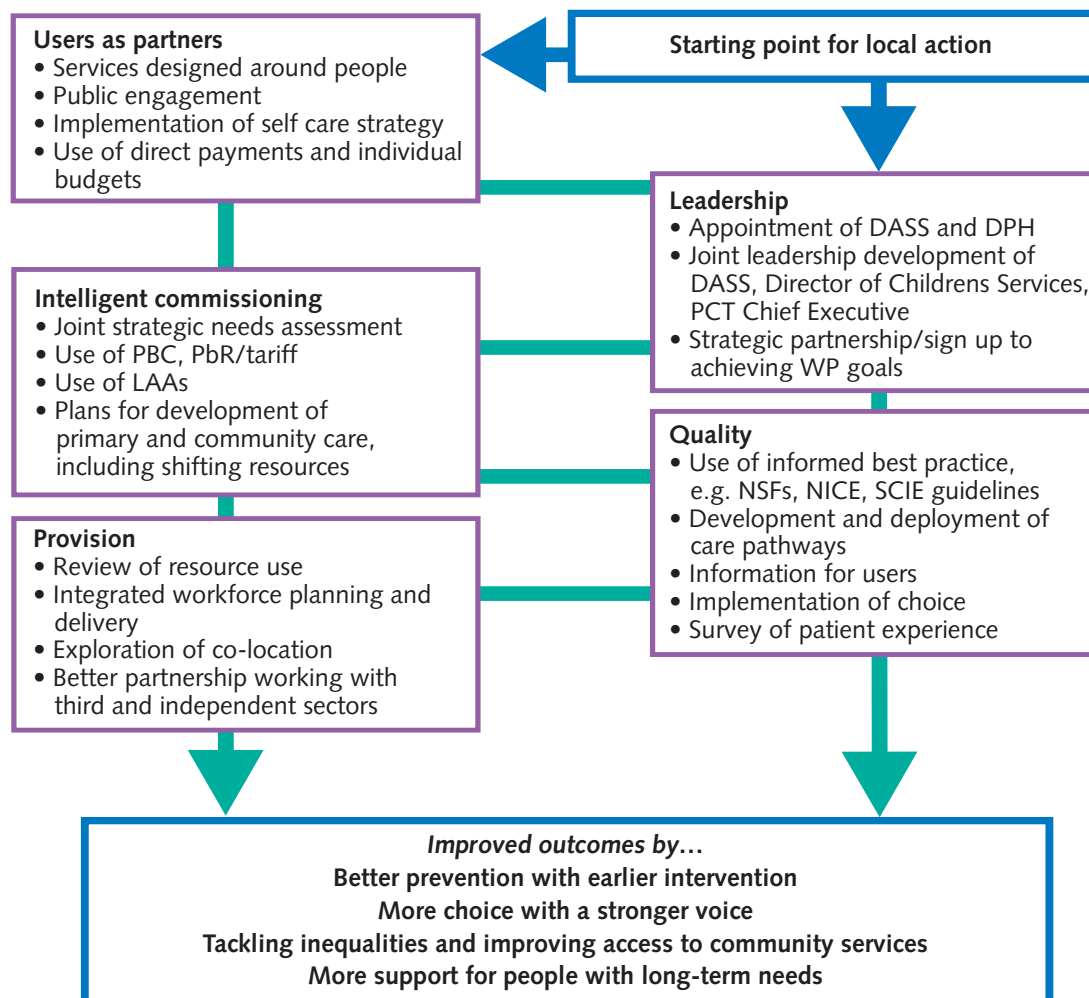 Starting point for local action
Users as partners
• Services designed around people
• Public engagement
• Implementation of self care strategy
• Use of direct payments and individual
budgets
Leadership
• Appointment of DASS and DPH
• Joint leadership development of
DASS, Director of Childrens Services,
PCT Chief Executive
• Strategic partnership/sign up to
achieving WP goals
Intelligent commissioning
• Joint strategic needs assessment
• Use of PBC, PbR/tariff
• Use of LAAs
• Plans for development of
primary and community care,
including shifting resources
Quality
• Use of informed best practice,
e.g. NSFs, NICE, SCIE guidelines
• Development and deployment of
care pathways
• Information for users
• Implementation of choice
• Survey of patient experience
Provision
• Review of resource use
• Integrated workforce planning and
delivery
• Exploration of co-location
• Better partnership working with
third and independent sectors
Improved outcomes by…
Better prevention with earlier intervention
More choice with a stronger voice
Tackling inequalities and improving access to community services
More support for people with long-term needs